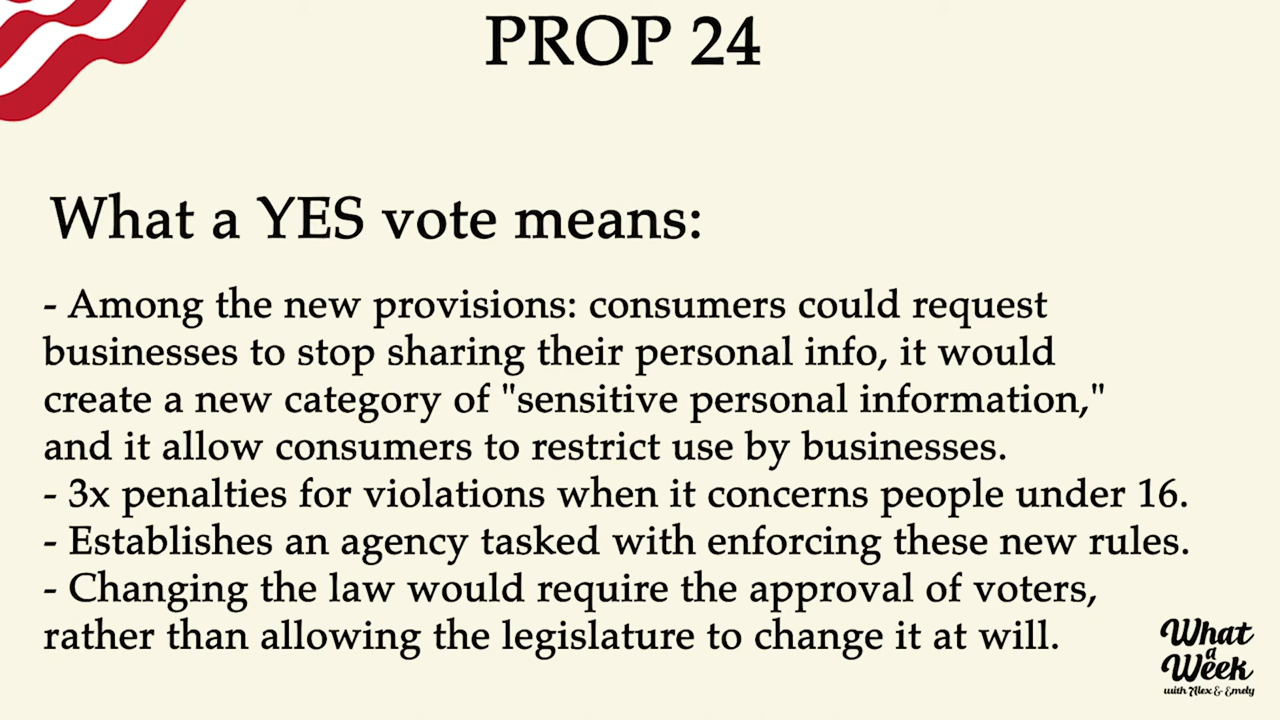 PROP 24
What a YES vote means:
- Among the new provisions: consumers could request
businesses to stop sharing their personal info, it would
create a new category of "sensitive personal information,"
and it allow consumers to restrict use by businesses.
- 3x penalties for violations when it concerns people under 16.
- Establishes an agency tasked with enforcing these new rules.
- Changing the law would require the approval of voters,
rather than allowing the legislature to change it at will.
What
a
Week
with Alex & Emely